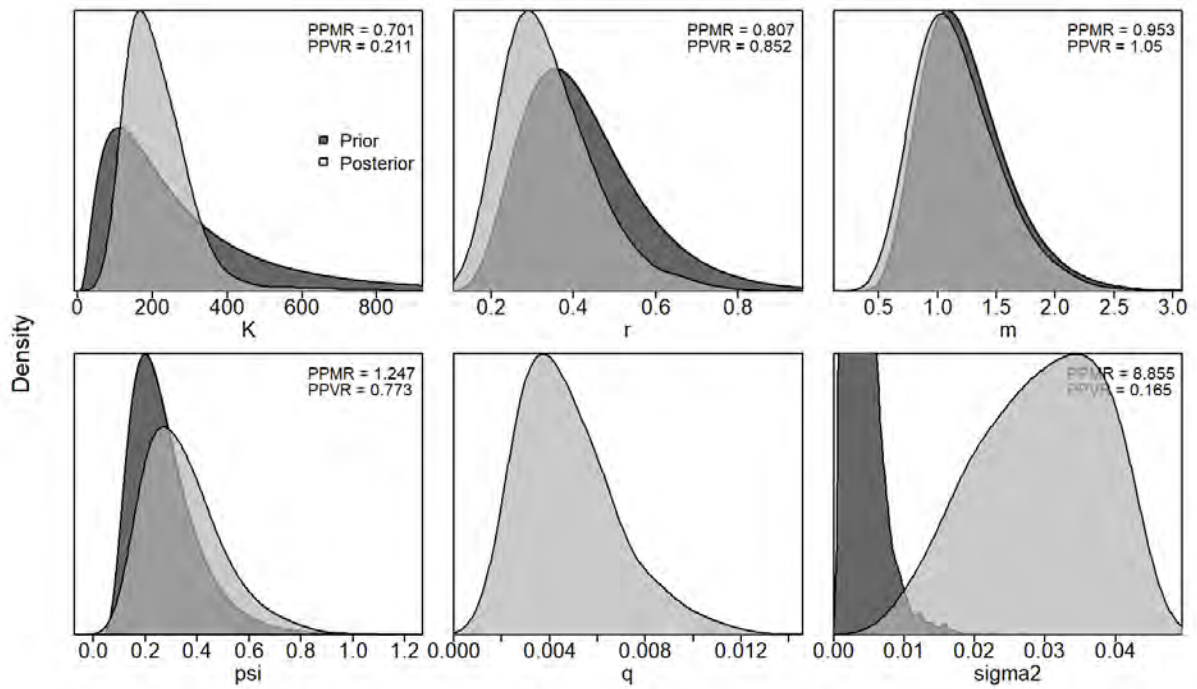 PPMR = 0.701
PPVR = 0.211
Prior
Posterior
0 200 400 600 800
K
PPMR = 0.807
PPVR = 0.852
0.2 0.4 0.6 0.8
r
PPMR = 0.953
PPVR = 1.05
0.5 1.0 1.5 2.0 2.5 3.0
m
Density
PPMR = 1.247
PPVR = 0.773
0.0 0.2 0.4 0.6 0.8 1.0 1.2
psi
0.000 0.004 0.008 0.012
q
PPMR = 8.855
PPVR = 0.165
0.00 0.01 0.02 0.03 0.04
sigma2